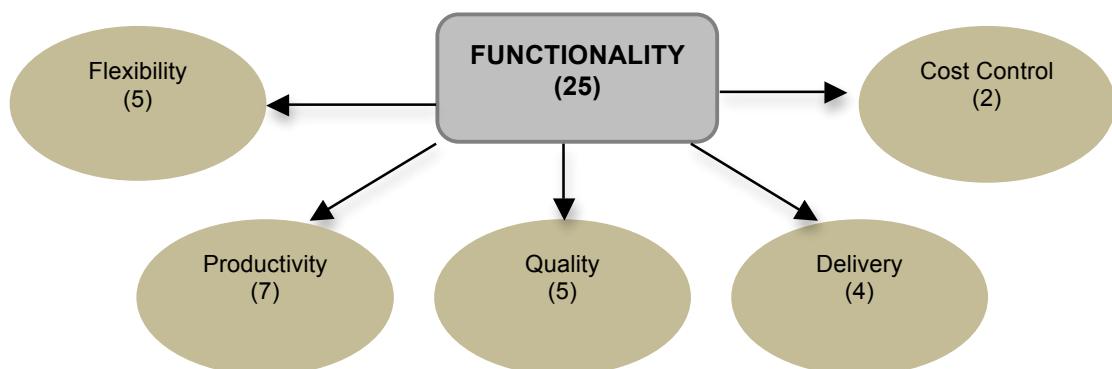 FUNCTIONALITY
(25)
Flexibility
(5)
Cost Control
(2)
Productivity
(7)
Quality
(5)
Delivery
(4)